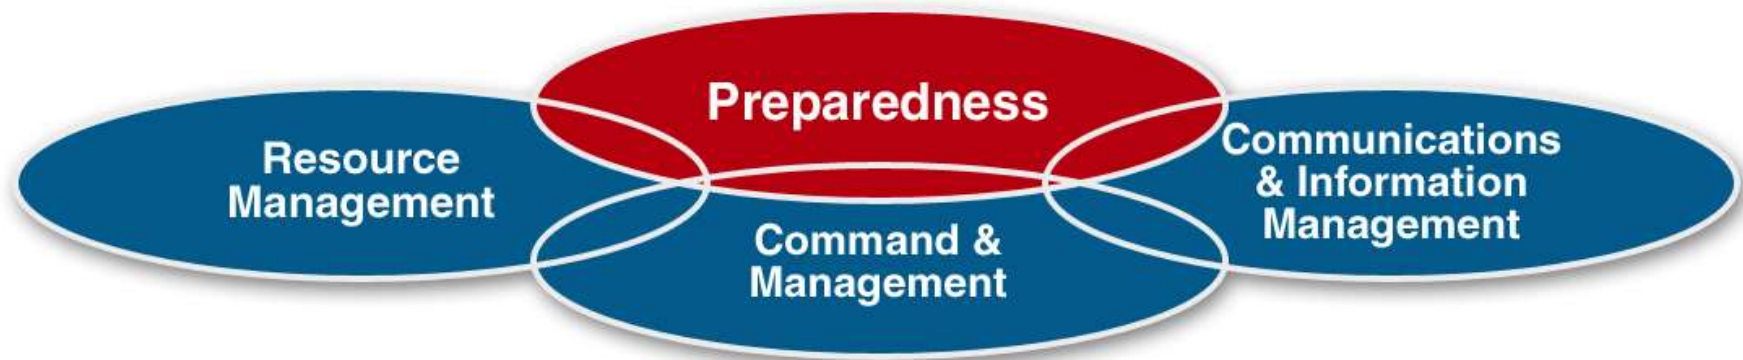 Preparedness
Resource
Management
Communications
& Information
Management
Command &
Management